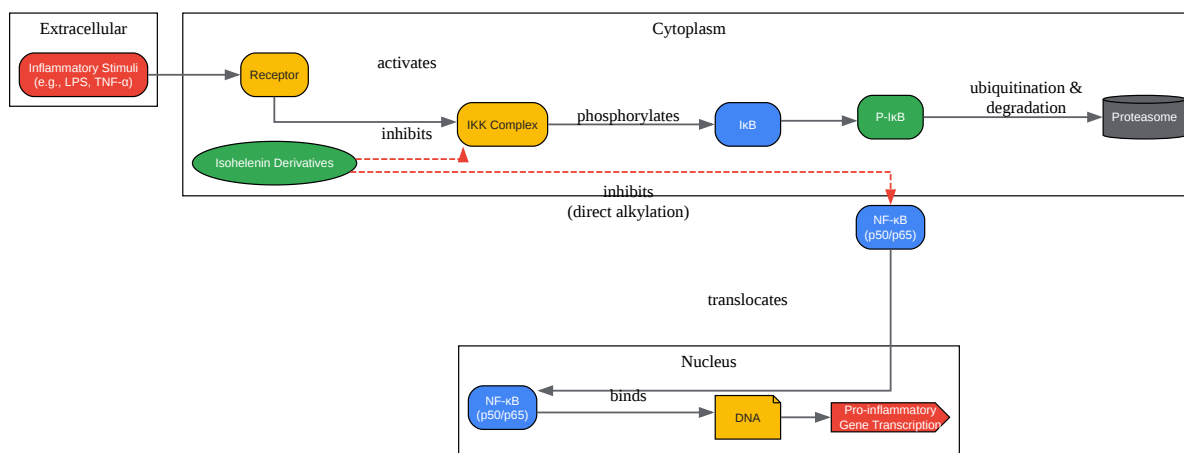 Extracellular
Cytoplasm
Inflammatory Stimuli
(e.g., LPS, TNF-α)
Receptor
activates
inhibits
IKK Complex
phosphorylates
IκB
P-IκB
ubiquitination &
degradation
Proteasome
Isohelenin Derivatives
inhibits
(direct alkylation)
NF-κB
(p50/p65)
translocates
Nucleus
NF-κB
(p50/p65)
binds
DNA
Pro-inflammatory
Gene Transcription